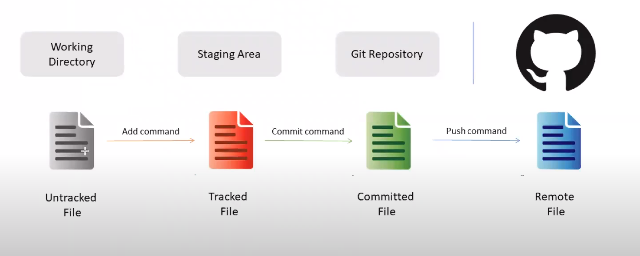 Working
Directory
Staging Area
Git Repository
Add command
Commit command
Push command
Untracked
File
Tracked
File
Committed
File
Remote
File